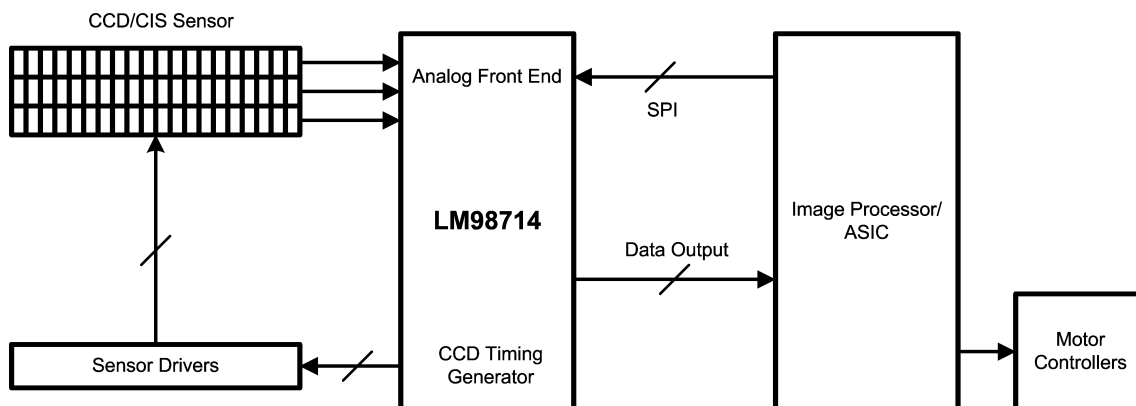 CCD/CIS Sensor
Analog Front End
SPI
LM98714
Image Processor/
ASIC
Data Output
Sensor Drivers
CCD Timing
Generator
Motor
Controllers